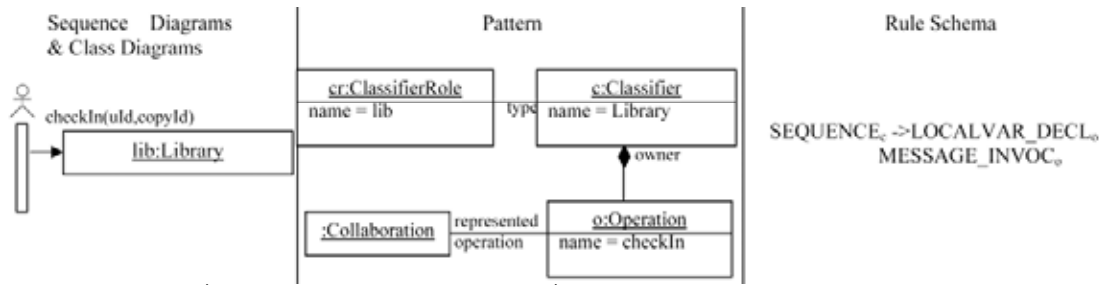 Sequence Diagrams
& Class Diagrams
Pattern
Rule Schema
checkIn(uId,copyId)
lib:Library
cr:ClassifierRole
name = lib
type
c:Classifier
name = Library
owner
:Collaboration
represented
operation
o:Operation
name = checkIn
SEQUENCEc ->LOCALVAR_DECLo
MESSAGE_INVOCo